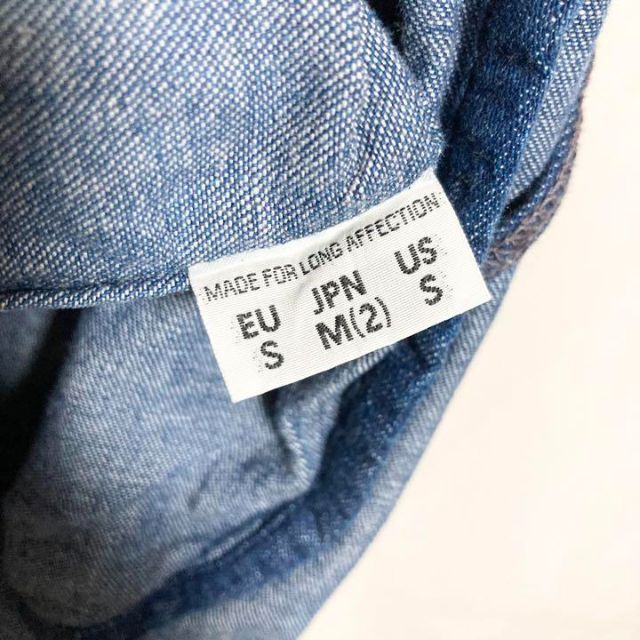 MADE FOR LONG AFFECTION
EU JPN US
S M(2) S